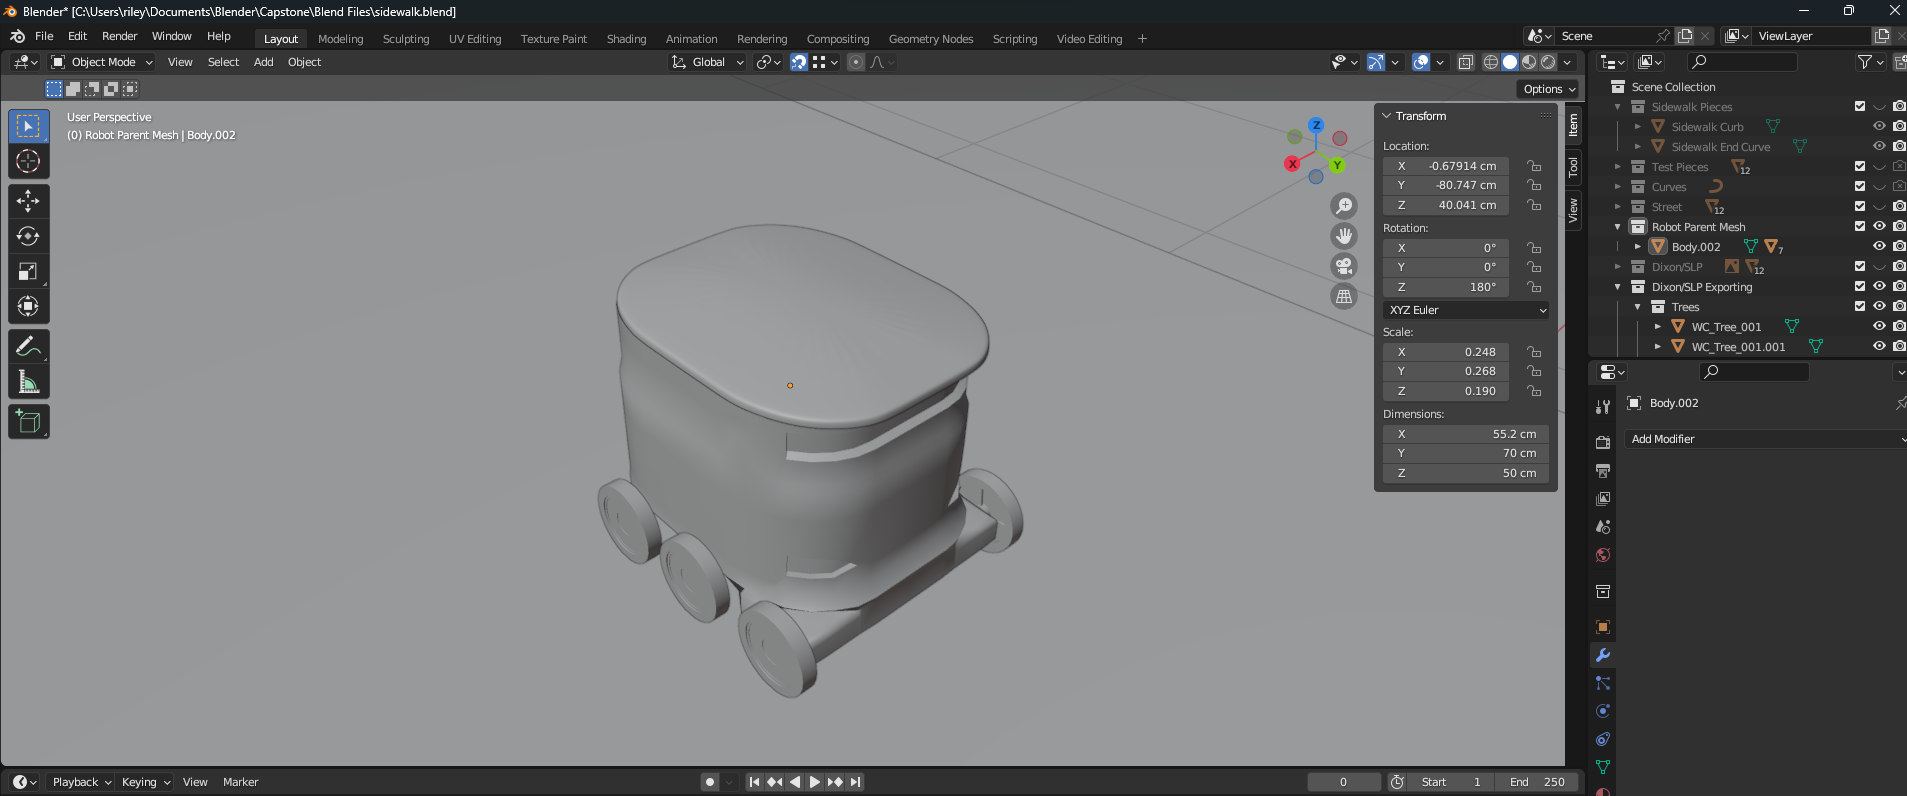 Blender* [C:\Users\riley\Documents\Blender\Capstone\Blend Files\sidewalk.blend]
File Edit Render Window Help Layout Modeling Sculpting UV Editing Texture Paint Shading Animation Rendering Compositing Geometry Nodes Scripting Video Editing + Scene ViewLayer
Object Mode View Select Add Object Global
Options
User Perspective
(0) Robot Parent Mesh | Body.002
Z
X
Y
Transform
Location:
X -0.67914 cm
Y -80.747 cm
Z 40.041 cm
Rotation:
X 0°
Y 0°
Z 180°
XYZ Euler
Scale:
X 0.248
Y 0.268
Z 0.190
Dimensions:
X 55.2 cm
Y 70 cm
Z 50 cm
Item
Tool
View
Scene Collection
Sidewalk Pieces
Sidewalk Curb
Sidewalk End Curve
Test Pieces 12
Curves
Street 12
Robot Parent Mesh
Body.002 7
Dixon/SLP 12
Dixon/SLP Exporting
Trees
WC_Tree_001
WC_Tree_001.001
Body.002
Add Modifier
Playback Keying View Marker 0 Start 1 End 250